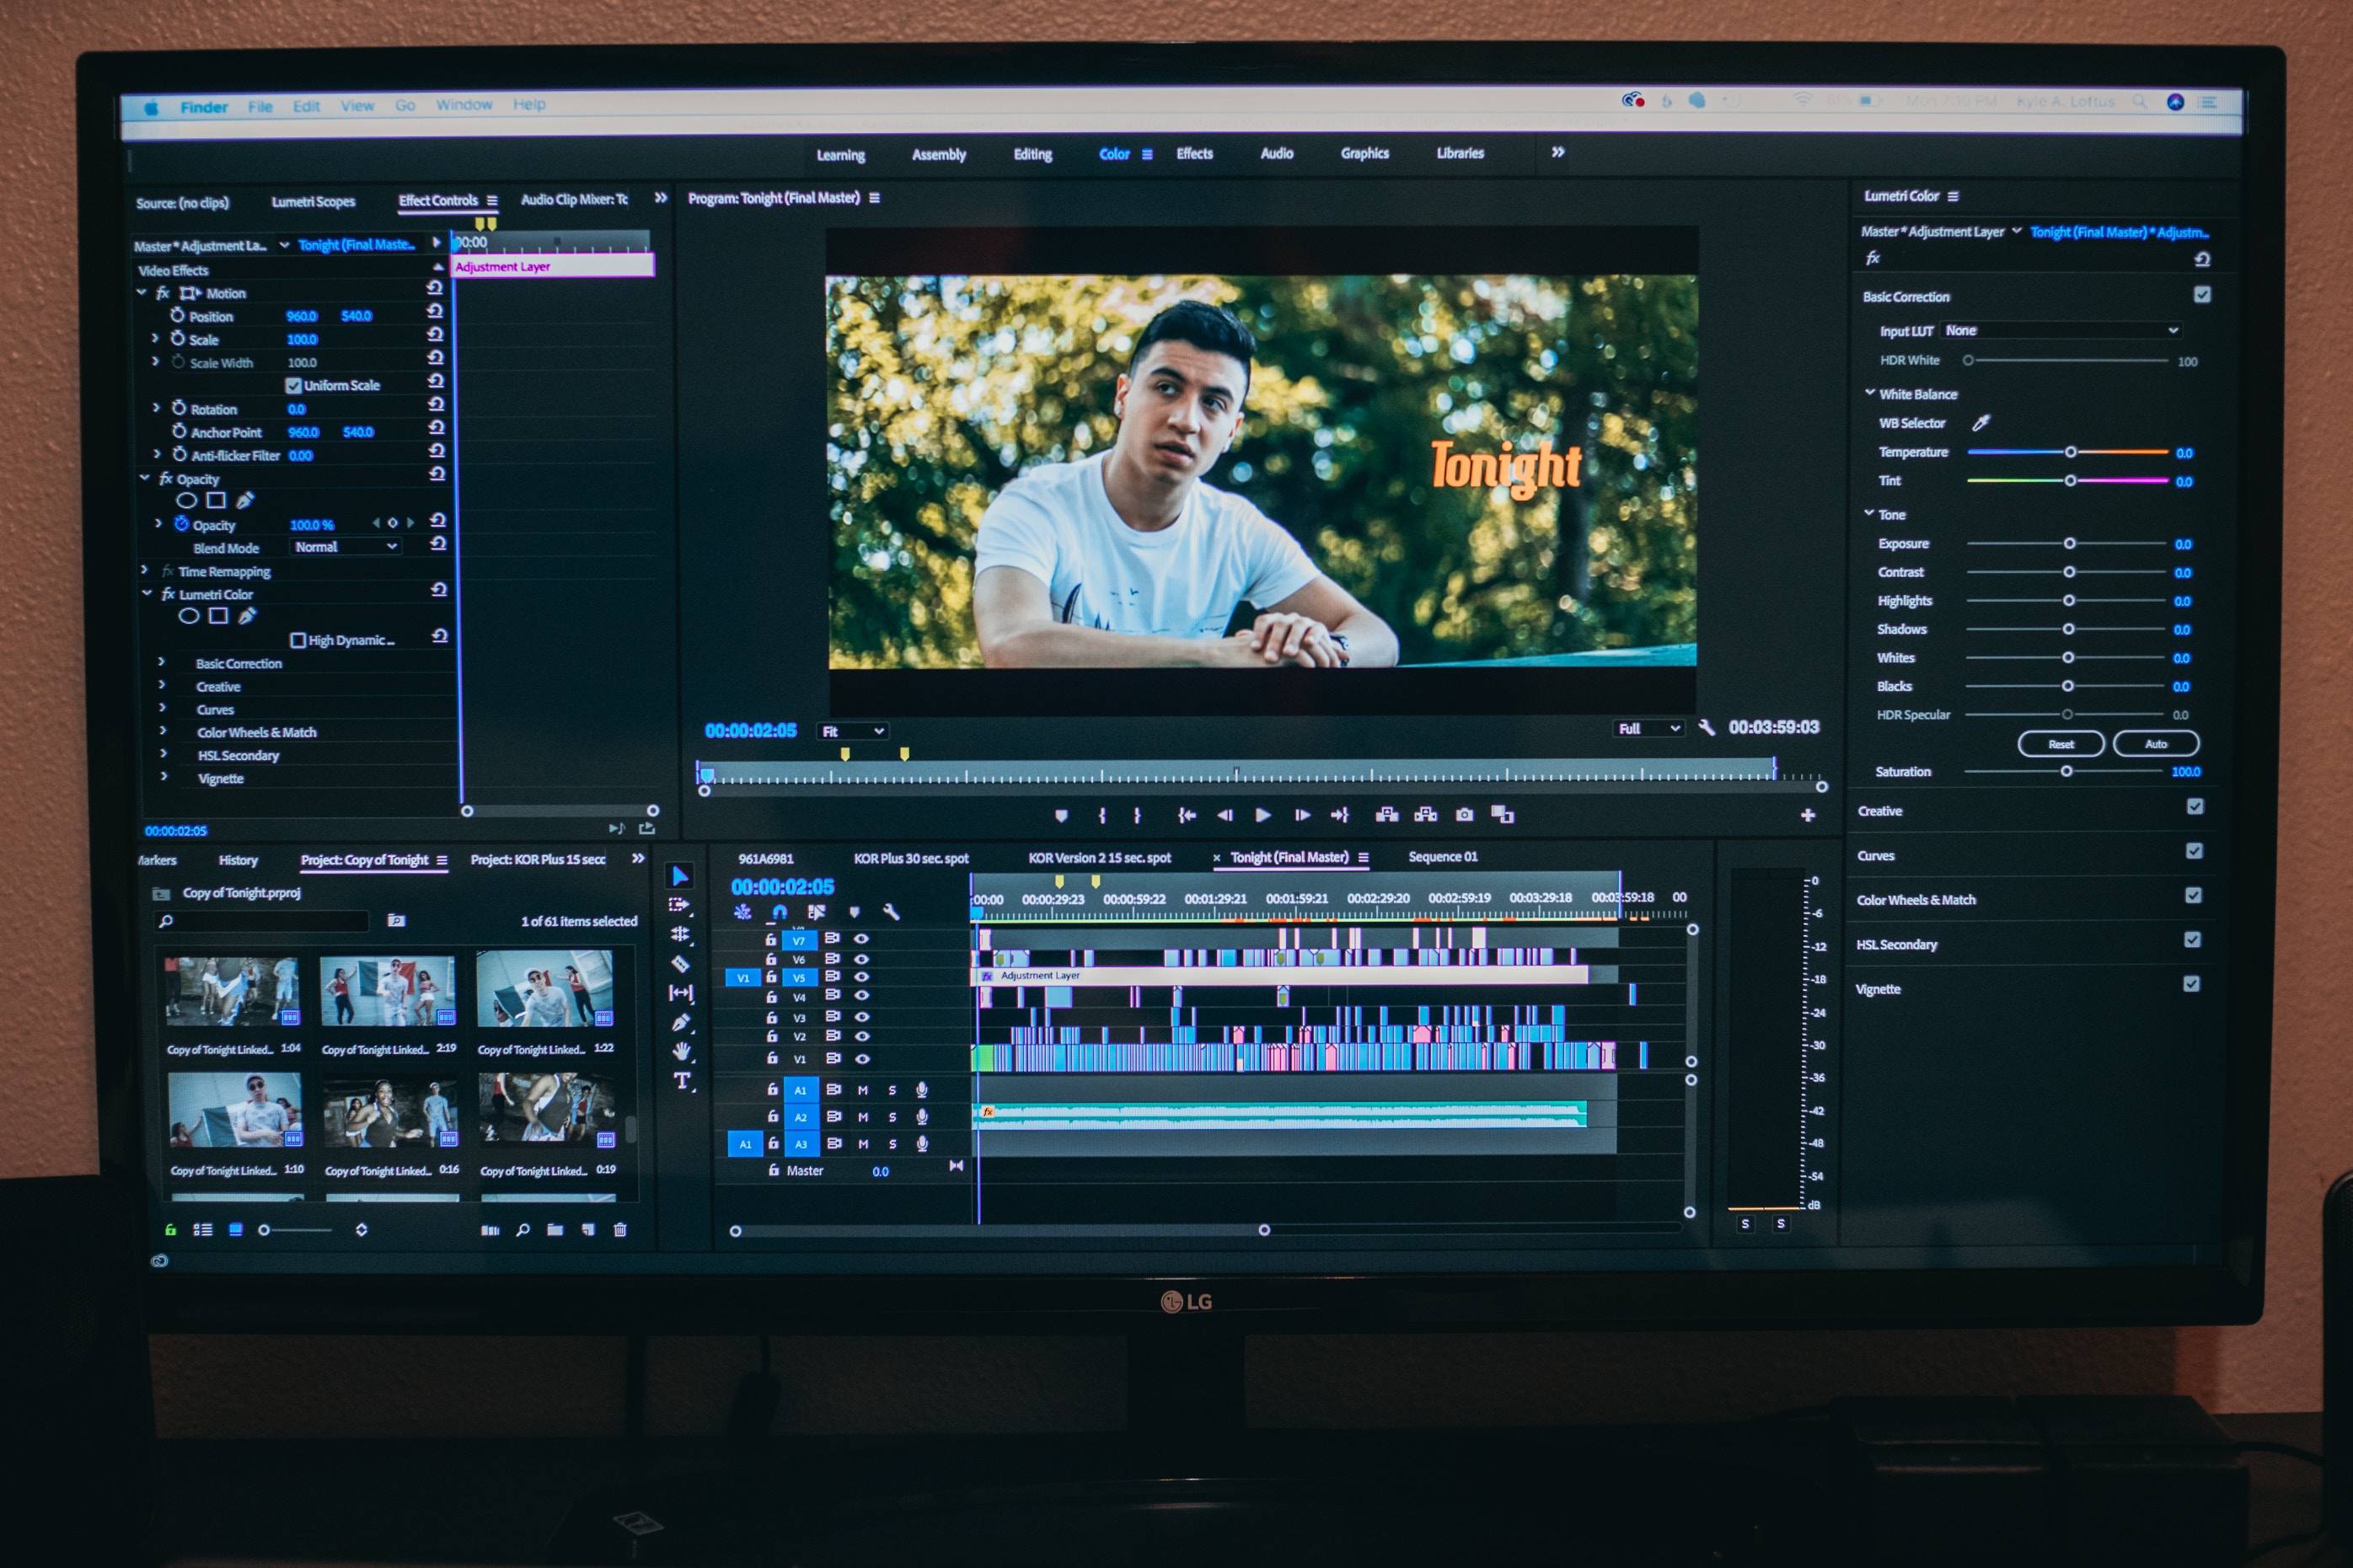 Finder File Edit View Go Window Help
Mon 7:10 PM Kyle A. Loftus
Learning Assembly Editing Color Effects Audio Graphics Libraries
Source: (no clips) Lumetri Scopes Effect Controls Audio Clip Mixer: Tc
Master * Adjustment La... Tonight (Final Maste...
00:00
Adjustment Layer
Video Effects
fx Motion
Position 960.0 540.0
Scale 100.0
Scale Width 100.0
Uniform Scale
Rotation 0.0
Anchor Point 960.0 540.0
Anti-flicker Filter 0.00
fx Opacity
Opacity 100.0 %
Blend Mode Normal
fx Time Remapping
fx Lumetri Color
High Dynamic ...
Basic Correction
Creative
Curves
Color Wheels & Match
HSL Secondary
Vignette
00:00:02:05
Program: Tonight (Final Master)
Tonight
00:00:02:05 Fit Full 00:03:59:03
Lumetri Color
Master * Adjustment Layer Tonight (Final Master) * Adjustm...
fx
Basic Correction
Input LUT None
HDR White 100
White Balance
WB Selector
Temperature 0.0
Tint 0.0
Tone
Exposure 0.0
Contrast 0.0
Highlights 0.0
Shadows 0.0
Whites 0.0
Blacks 0.0
HDR Specular 0.0
Reset Auto
Saturation 100.0
Creative
Curves
Color Wheels & Match
HSL Secondary
Vignette
Markers History Project: Copy of Tonight Project: KOR Plus 15 secc
Copy of Tonight.prproj
1 of 61 items selected
Copy of Tonight Linked... 1:04 Copy of Tonight Linked... 2:19 Copy of Tonight Linked... 1:22
Copy of Tonight Linked... 1:10 Copy of Tonight Linked... 0:16 Copy of Tonight Linked... 0:19
T
961A6981 KOR Plus 30 sec. spot KOR Version 2 15 sec. spot × Tonight (Final Master) Sequence 01
00:00:02:05
:00:00 00:00:29:23 00:00:59:22 00:01:29:21 00:01:59:21 00:02:29:20 00:02:59:19 00:03:29:18 00:03:59:18 00
V7
V6
V1 V5 fx Adjustment Layer
V4
V3
V2
V1
A1 M S
A2 M S fx
A1 A3 M S
Master 0.0
0
-6
-12
-18
-24
-30
-36
-42
-48
-54
dB
S S
LG